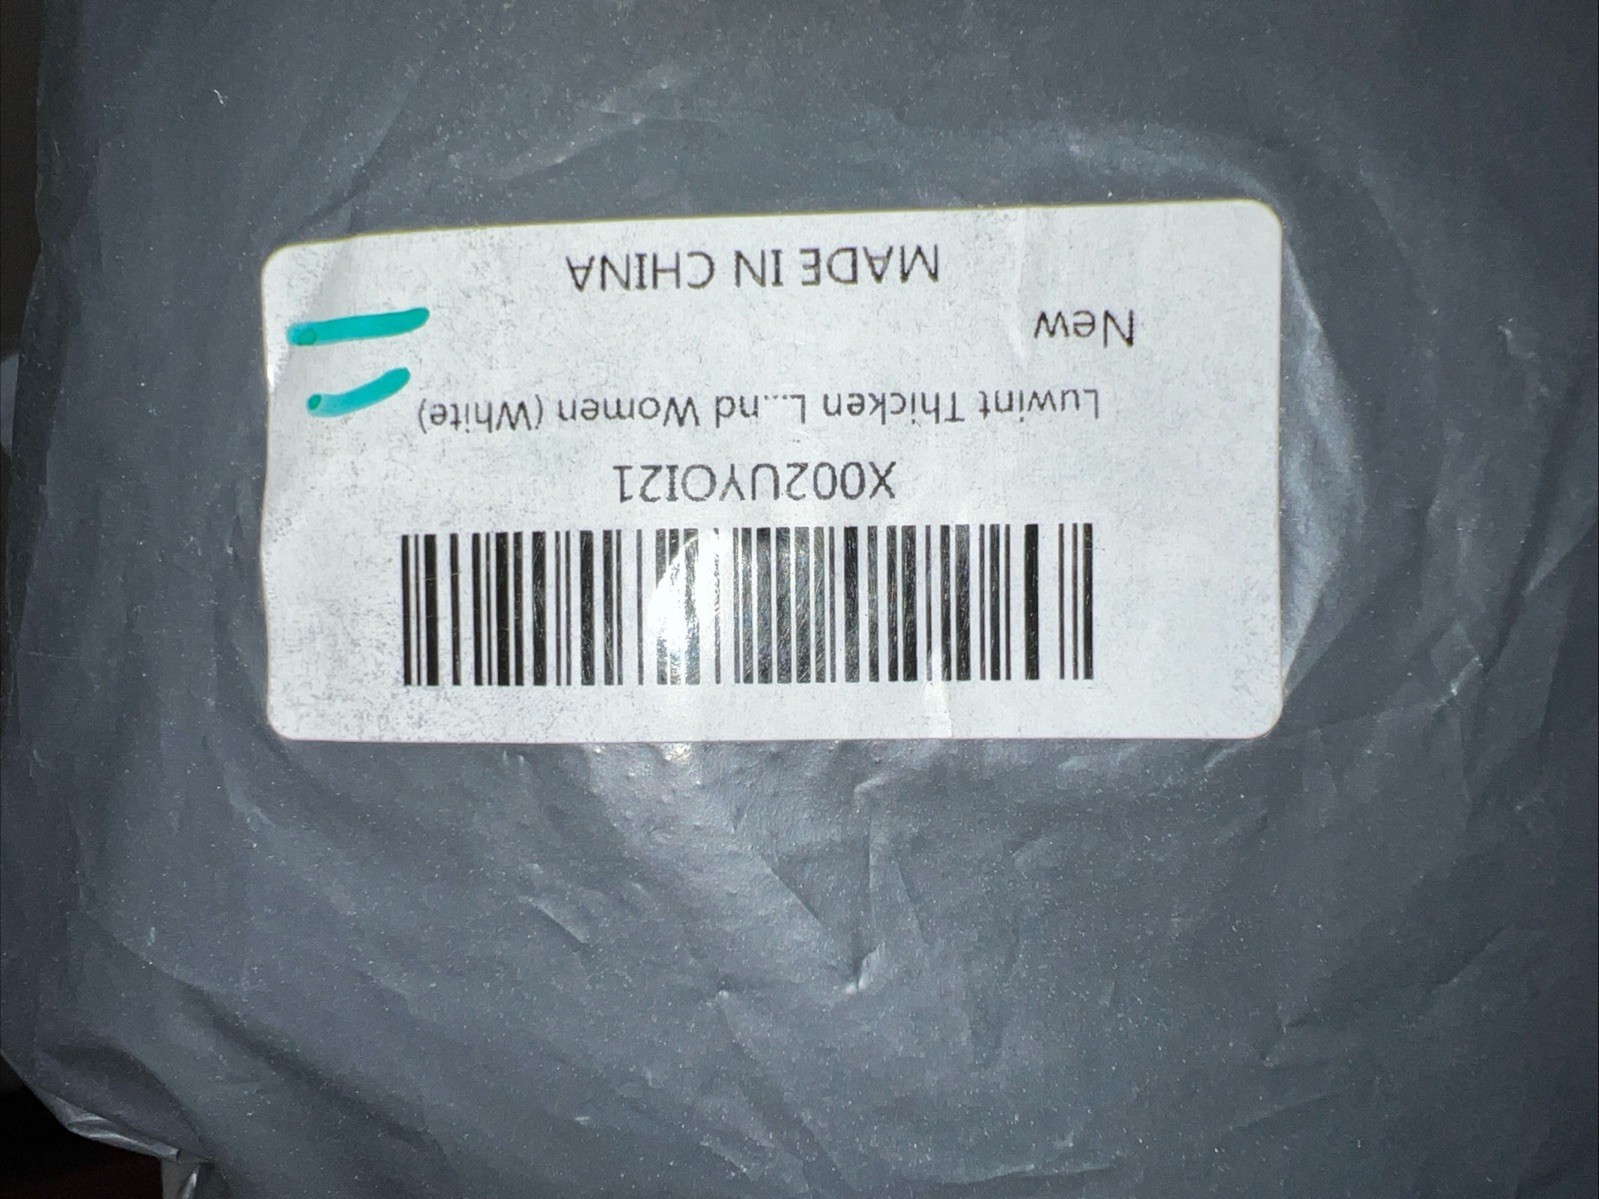 X002UYOI21
Luwint Thicken L...nd Women (White)
New
MADE IN CHINA